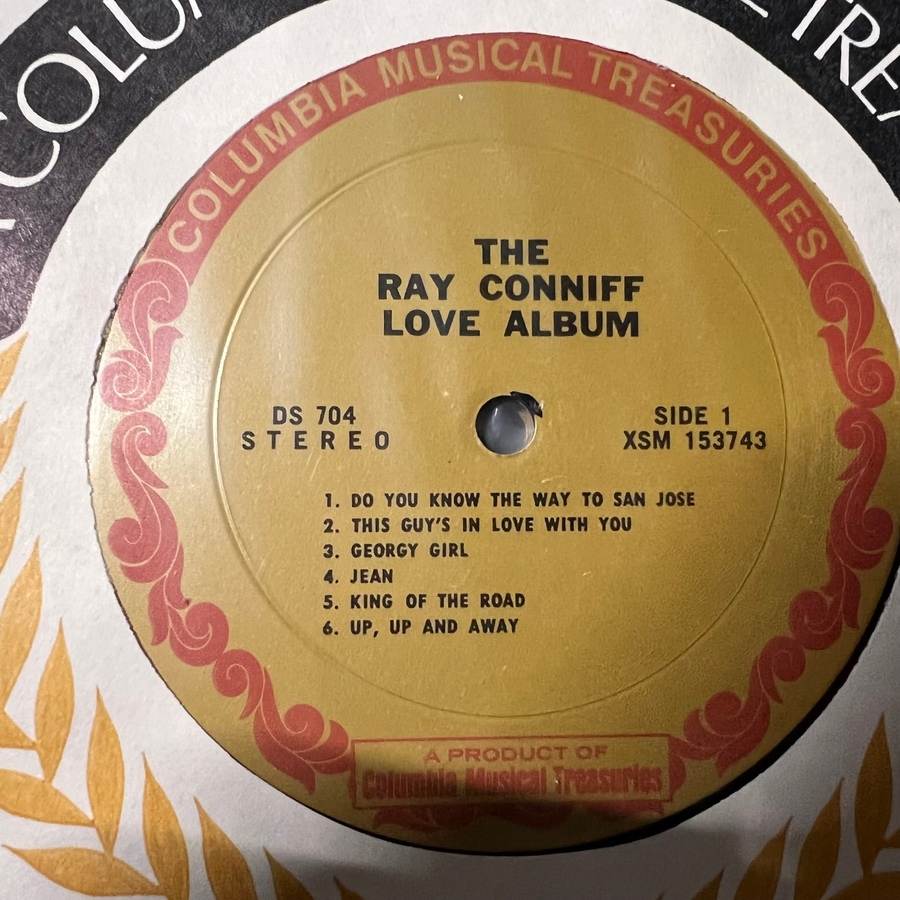 COLU
E TREA
COLUMBIA MUSICAL TREASURIES
THE
RAY CONNIFF
LOVE ALBUM
DS 704
STEREO
SIDE 1
XSM 153743
1. DO YOU KNOW THE WAY TO SAN JOSE
2. THIS GUY'S IN LOVE WITH YOU
3. GEORGY GIRL
4. JEAN
5. KING OF THE ROAD
6. UP, UP AND AWAY
A PRODUCT OF
Columbia Musical Treasuries